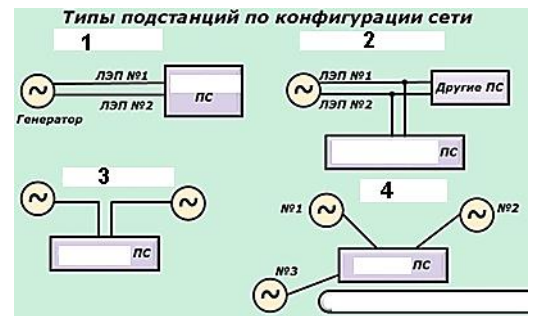 Типы подстанций по конфигурации сети
1
2
ЛЭП №1
ЛЭП №2
ПС
Генератор
ЛЭП №1
ЛЭП №2
Другие ПС
ПС
3
4
ПС
№1
№2
ПС
№3